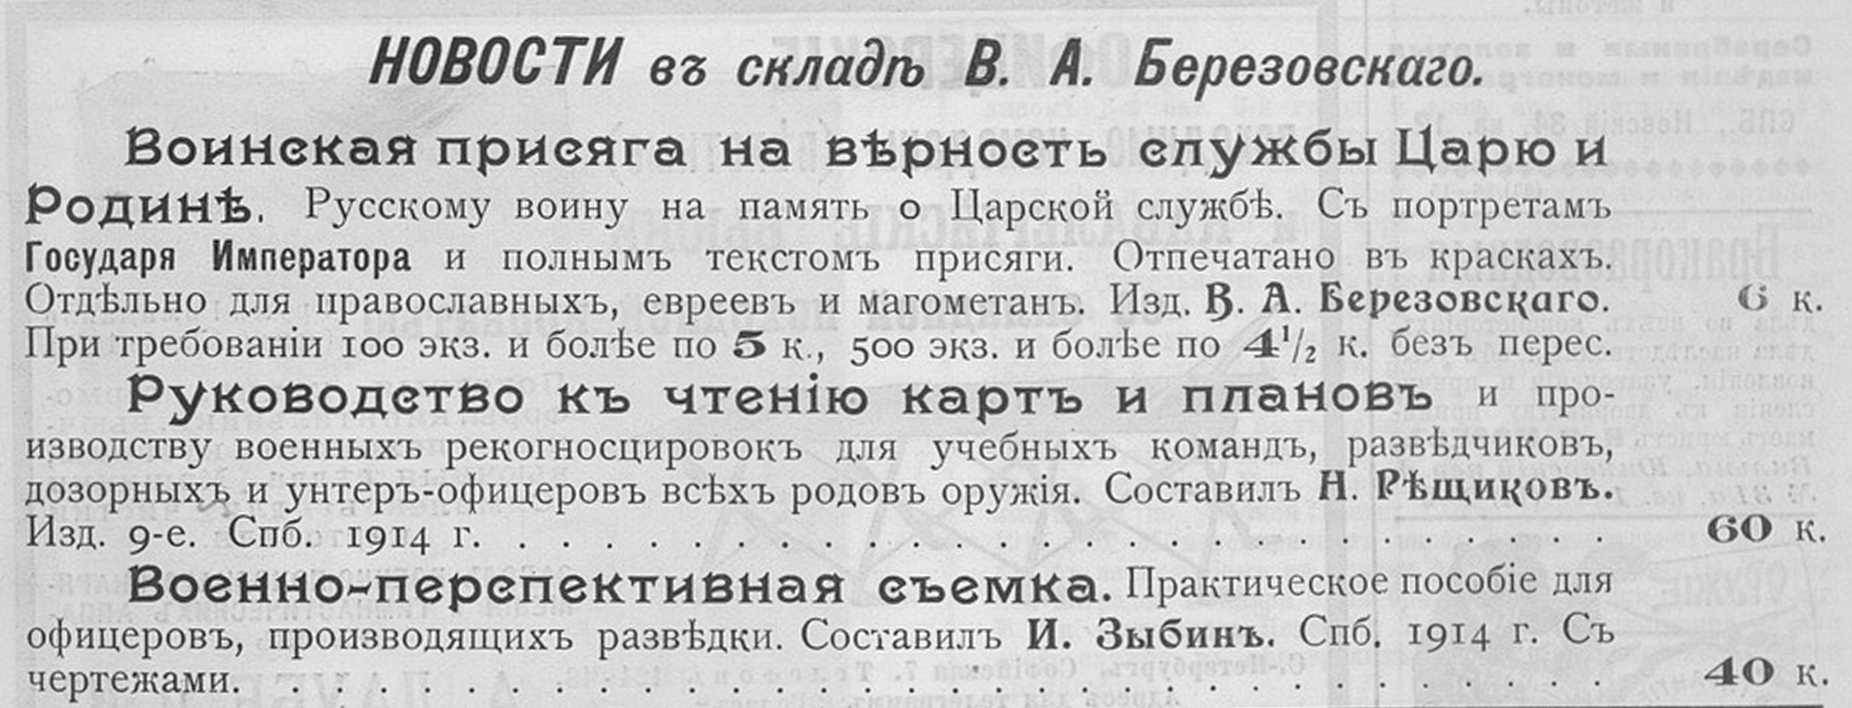 НОВОСТИ въ складѣ В. А. Березовскаго.
Воинская присяга на вѣрность службы Царю и
Родинѣ. Русскому воину на память о Царской службѣ. Съ портретамъ
Государя Императора и полнымъ текстомъ присяги. Отпечатано въ краскахъ.
Отдѣльно для православныхъ, евреевъ и магометанъ. Изд. В. А. Березовскаго. 6 к.
При требованіи 100 экз. и болѣе по 5 к., 500 экз. и болѣе по 4 1/2 к. безъ перес.
Руководство къ чтенію картъ и плановъ и про-
изводству военныхъ рекогносцировокъ для учебныхъ командъ, развѣдчиковъ,
дозорныхъ и унтеръ-офицеровъ всѣхъ родовъ оружія. Составилъ Н. Рѣщиковъ.
Изд. 9-е. Спб. 1914 г. . . . . . . . . . . . . . . . . . . . . . . . . . . . 60 к.
Военно-перспективная съемка. Практическое пособіе для
офицеровъ, производящихъ развѣдки. Составилъ И. Зыбинъ. Спб. 1914 г. Съ
чертежами. . . . . . . . . . . . . . . . . . . . . . . . . . . . . . . . . . 40 к.